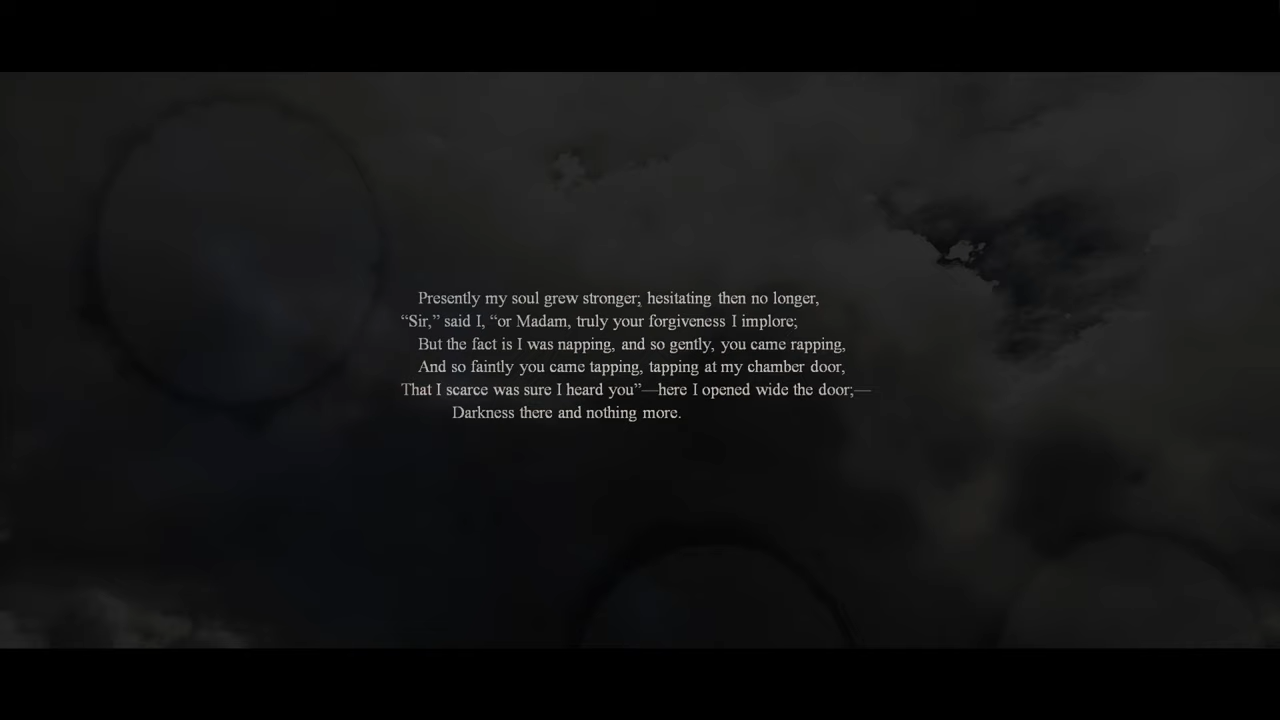 Presently my soul grew stronger; hesitating then no longer,
“Sir,” said I, “or Madam, truly your forgiveness I implore;
But the fact is I was napping, and so gently, you came rapping,
And so faintly you came tapping, tapping at my chamber door,
That I scarce was sure I heard you”—here I opened wide the door;—
Darkness there and nothing more.